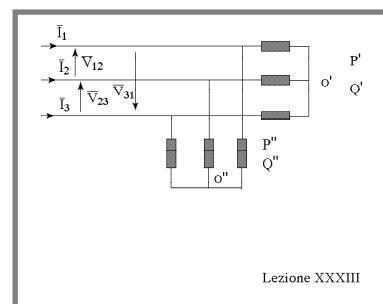 Ī1
Ī2
V̄12
Ī3
V̄23
V̄31
P'
o'
Q'
P"
Q"
o"
Lezione XXXIII